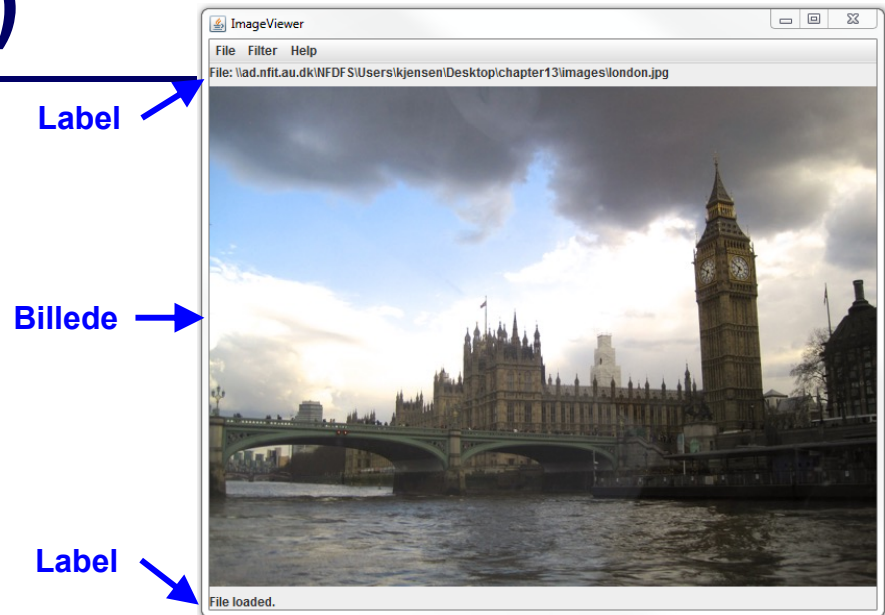 )
ImageViewer
File Filter Help
File: \\ad.nfit.au.dk\NFDFS\Users\kjensen\Desktop\chapter13\images\london.jpg
Label
Billede
Label
File loaded.